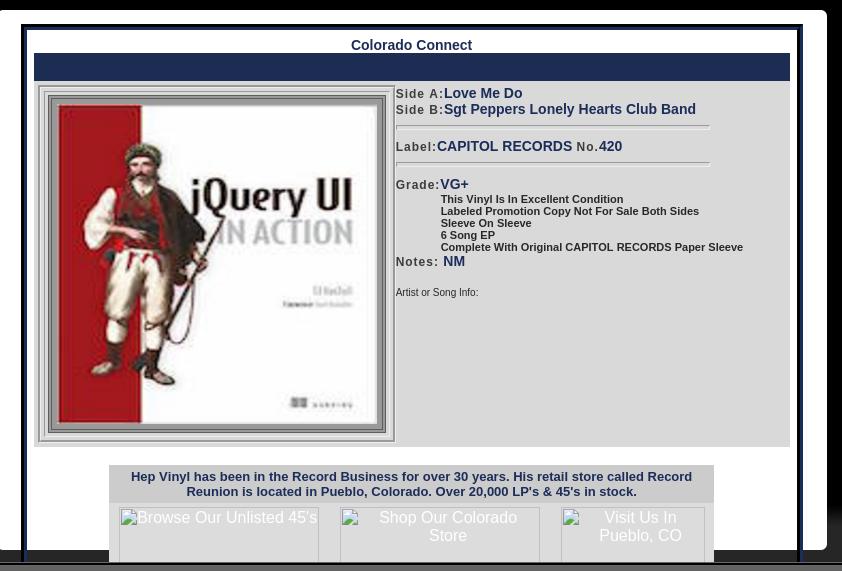 Colorado Connect
Side A:Love Me Do
Side B:Sgt Peppers Lonely Hearts Club Band
Label:CAPITOL RECORDS No.420
Grade:VG+
This Vinyl Is In Excellent Condition
Labeled Promotion Copy Not For Sale Both Sides
Sleeve On Sleeve
6 Song EP
Complete With Original CAPITOL RECORDS Paper Sleeve
Notes: NM
Artist or Song Info:
jQuery UI
IN ACTION
MANNING
Hep Vinyl has been in the Record Business for over 30 years. His retail store called Record
Reunion is located in Pueblo, Colorado. Over 20,000 LP's & 45's in stock.
Browse Our Unlisted 45's
Shop Our Colorado
Store
Visit Us In
Pueblo, CO